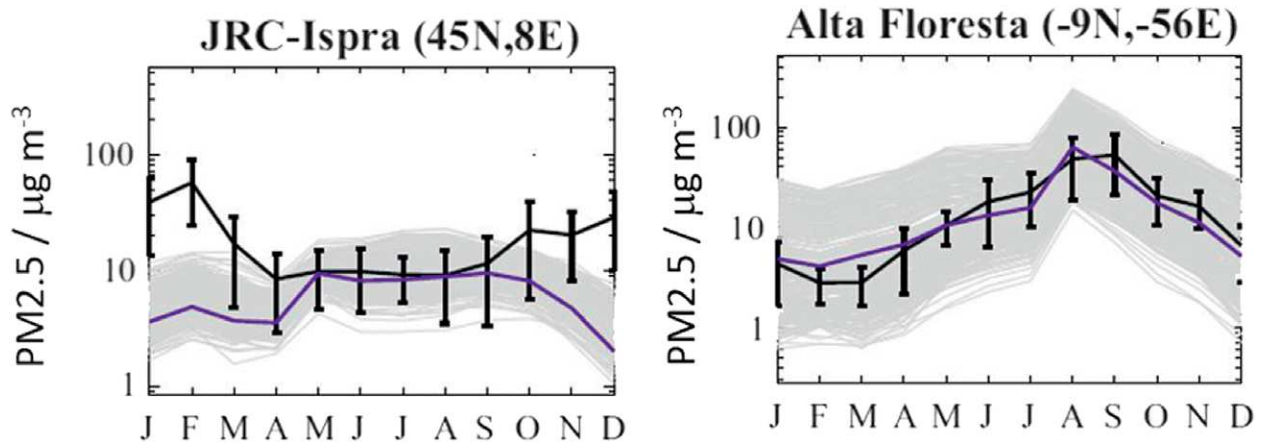 JRC-Ispra (45N,8E)
PM2.5 / µg m-3
100
10
1
J F M A M J J A S O N D
Alta Floresta (-9N,-56E)
PM2.5 / µg m-3
100
10
1
J F M A M J J A S O N D